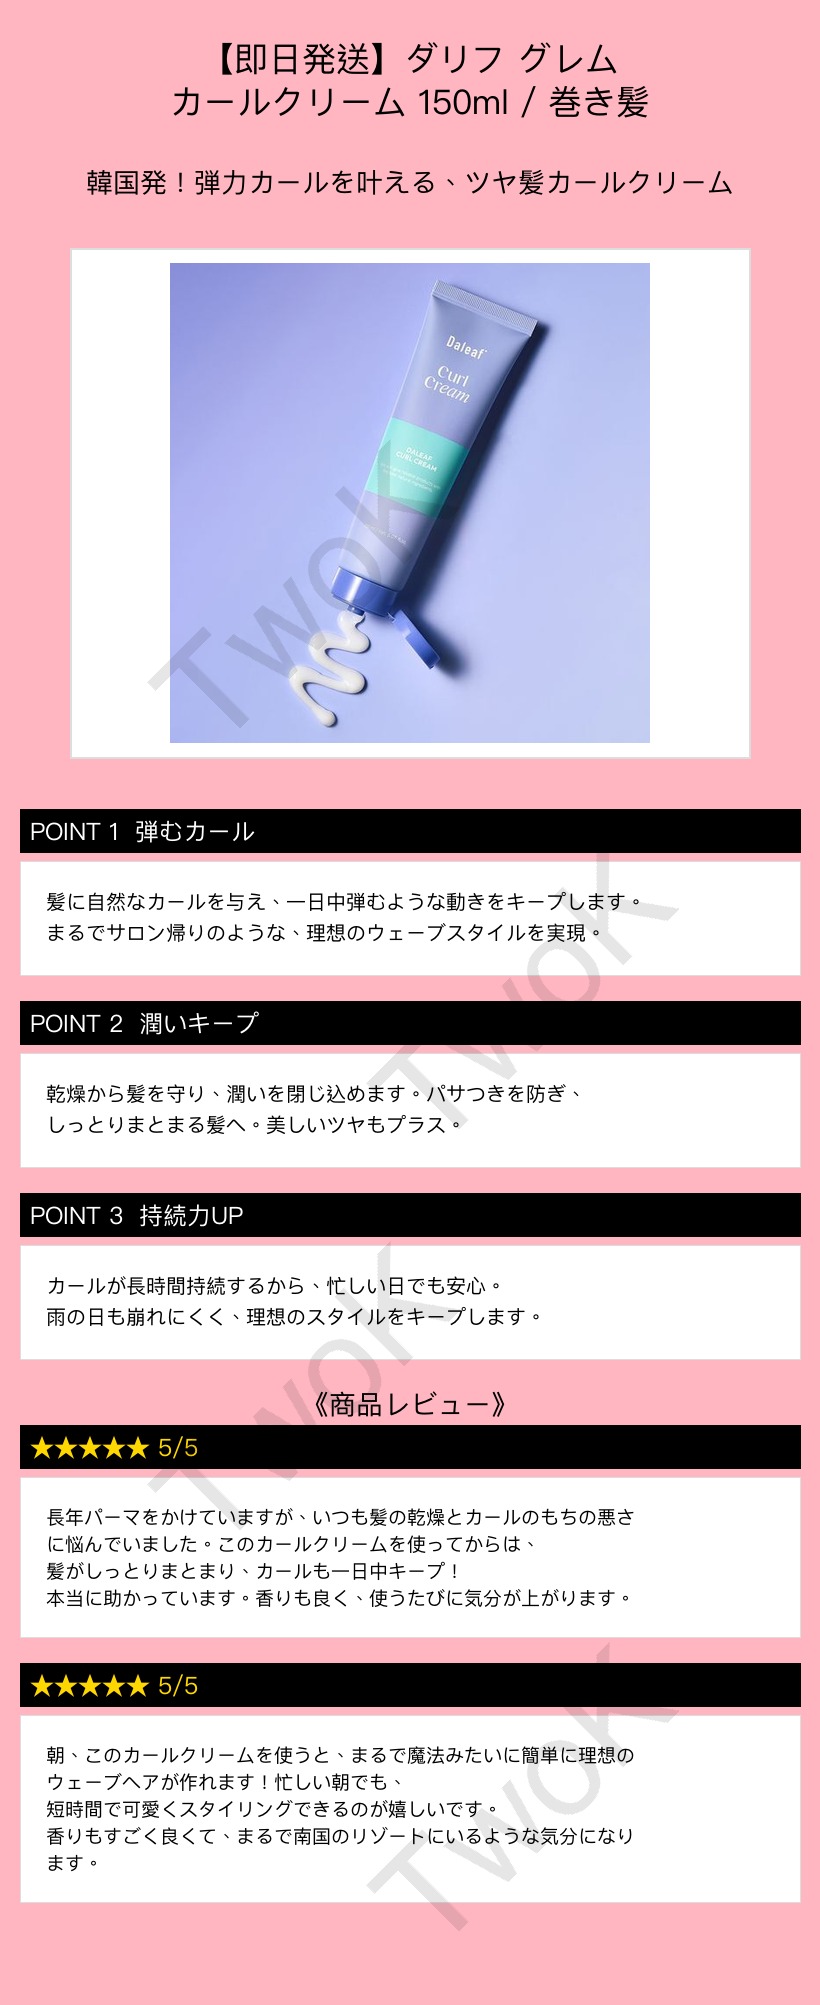 【即日発送】ダリフ グレム
カールクリーム 150ml / 巻き髪
韓国発！弾力カールを叶える、ツヤ髪カールクリーム
Daleaf
Curl
Cream
DALEAF
CURL CREAM
TwoK
POINT 1 弾むカール
髪に自然なカールを与え、一日中弾むような動きをキープします。
まるでサロン帰りのような、理想のウェーブスタイルを実現。
TwoK
POINT 2 潤いキープ
乾燥から髪を守り、潤いを閉じ込めます。パサつきを防ぎ、
しっとりまとまる髪へ。美しいツヤもプラス。
POINT 3 持続力UP
カールが長時間持続するから、忙しい日でも安心。
雨の日も崩れにくく、理想のスタイルをキープします。
TwoK
《商品レビュー》
★★★★★ 5/5
長年パーマをかけていますが、いつも髪の乾燥とカールのもちの悪さ
に悩んでいました。このカールクリームを使ってからは、
髪がしっとりまとまり、カールも一日中キープ！
本当に助かっています。香りも良く、使うたびに気分が上がります。
★★★★★ 5/5
朝、このカールクリームを使うと、まるで魔法みたいに簡単に理想の
ウェーブヘアが作れます！忙しい朝でも、
短時間で可愛くスタイリングできるのが嬉しいです。
香りもすごく良くて、まるで南国のリゾートにいるような気分になり
ます。
TwoK